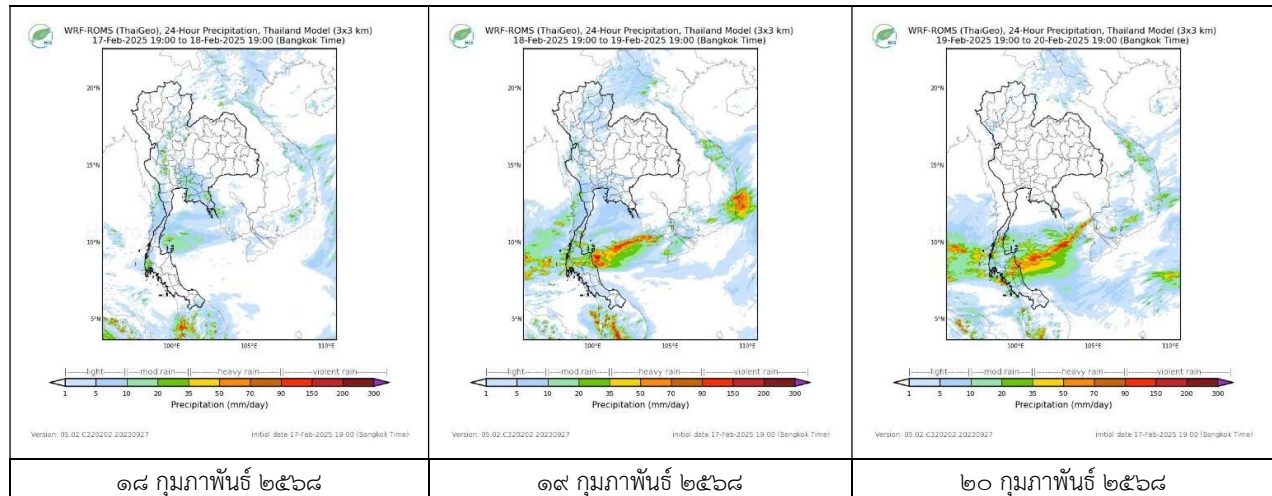 WRF-ROMS (ThaiGeo), 24-Hour Precipitation, Thailand Model (3x3 km)
17-Feb-2025 19:00 to 18-Feb-2025 19:00 (Bangkok Time)
20°N
15°N
10°N
5°N
100°E
105°E
110°E
light
mod rain
heavy rain
violent rain
1 5 10 20 35 50 70 90 150 200 300
Precipitation (mm/day)
Version: 05.02.C320202.20230927
initial date 17-Feb-2025 19:00 (Bangkok Time)
๑๘ กุมภาพันธ์ ๒๕๖๘
WRF-ROMS (ThaiGeo), 24-Hour Precipitation, Thailand Model (3x3 km)
18-Feb-2025 19:00 to 19-Feb-2025 19:00 (Bangkok Time)
20°N
15°N
10°N
5°N
100°E
105°E
110°E
light
mod rain
heavy rain
violent rain
1 5 10 20 35 50 70 90 150 200 300
Precipitation (mm/day)
Version: 05.02.C320202.20230927
initial date 17-Feb-2025 19:00 (Bangkok Time)
๑๙ กุมภาพันธ์ ๒๕๖๘
WRF-ROMS (ThaiGeo), 24-Hour Precipitation, Thailand Model (3x3 km)
19-Feb-2025 19:00 to 20-Feb-2025 19:00 (Bangkok Time)
20°N
15°N
10°N
5°N
100°E
105°E
110°E
light
mod rain
heavy rain
violent rain
1 5 10 20 35 50 70 90 150 200 300
Precipitation (mm/day)
Version: 05.02.C320202.20230927
initial date 17-Feb-2025 19:00 (Bangkok Time)
๒๐ กุมภาพันธ์ ๒๕๖๘